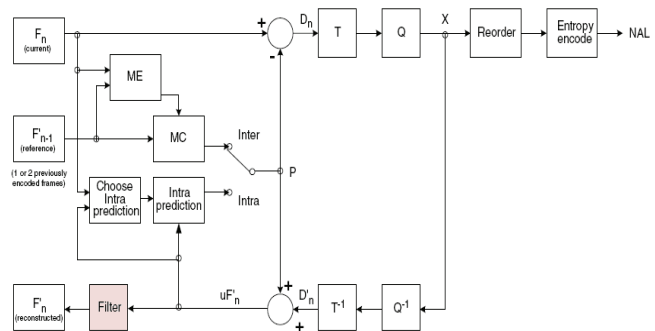 Fn
(current)
+
Dn
T
Q
X
Reorder
Entropy
encode
NAL
-
ME
F'n-1
(reference)
(1 or 2 previously
encoded frames)
MC
Inter
P
Choose
Intra
prediction
Intra
prediction
Intra
F'n
(reconstructed)
Filter
uF'n
+
+
D'n
T-1
Q-1